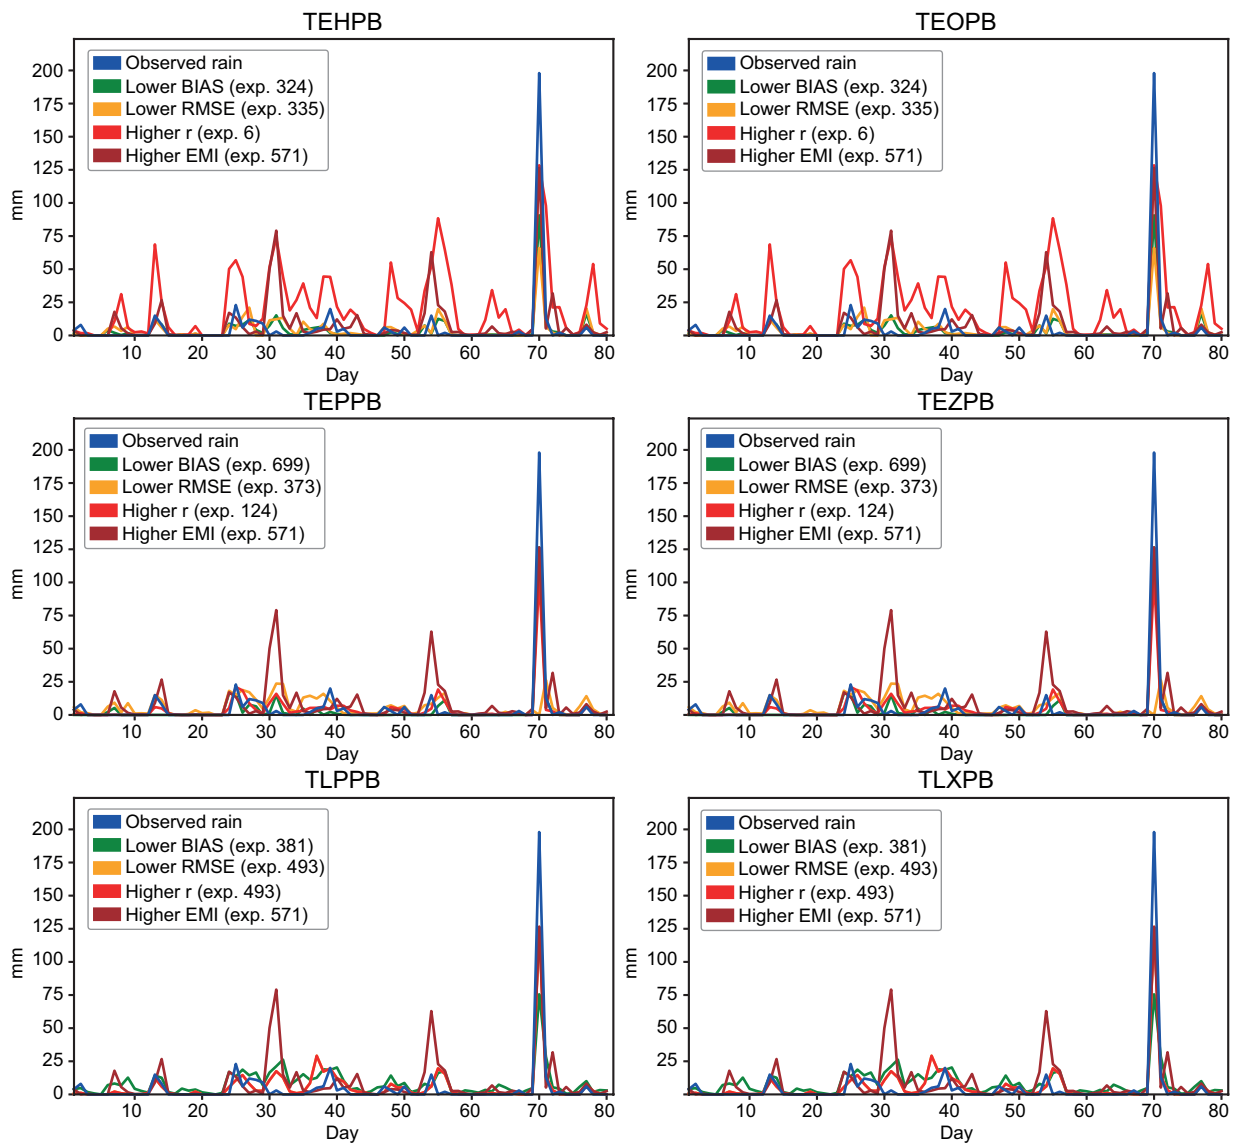 TEHPB
Observed rain
Lower BIAS (exp. 324)
Lower RMSE (exp. 335)
Higher r (exp. 6)
Higher EMI (exp. 571)
200
175
150
125
100
75
50
25
0
mm
10 20 30 40 50 60 70 80
Day
TEOPB
Observed rain
Lower BIAS (exp. 324)
Lower RMSE (exp. 335)
Higher r (exp. 6)
Higher EMI (exp. 571)
200
175
150
125
100
75
50
25
0
mm
10 20 30 40 50 60 70 80
Day
TEPPB
Observed rain
Lower BIAS (exp. 699)
Lower RMSE (exp. 373)
Higher r (exp. 124)
Higher EMI (exp. 571)
200
175
150
125
100
75
50
25
0
mm
10 20 30 40 50 60 70 80
Day
TEZPB
Observed rain
Lower BIAS (exp. 699)
Lower RMSE (exp. 373)
Higher r (exp. 124)
Higher EMI (exp. 571)
200
175
150
125
100
75
50
25
0
mm
10 20 30 40 50 60 70 80
Day
TLPPB
Observed rain
Lower BIAS (exp. 381)
Lower RMSE (exp. 493)
Higher r (exp. 493)
Higher EMI (exp. 571)
200
175
150
125
100
75
50
25
0
mm
10 20 30 40 50 60 70 80
Day
TLXPB
Observed rain
Lower BIAS (exp. 381)
Lower RMSE (exp. 493)
Higher r (exp. 493)
Higher EMI (exp. 571)
200
175
150
125
100
75
50
25
0
mm
10 20 30 40 50 60 70 80
Day